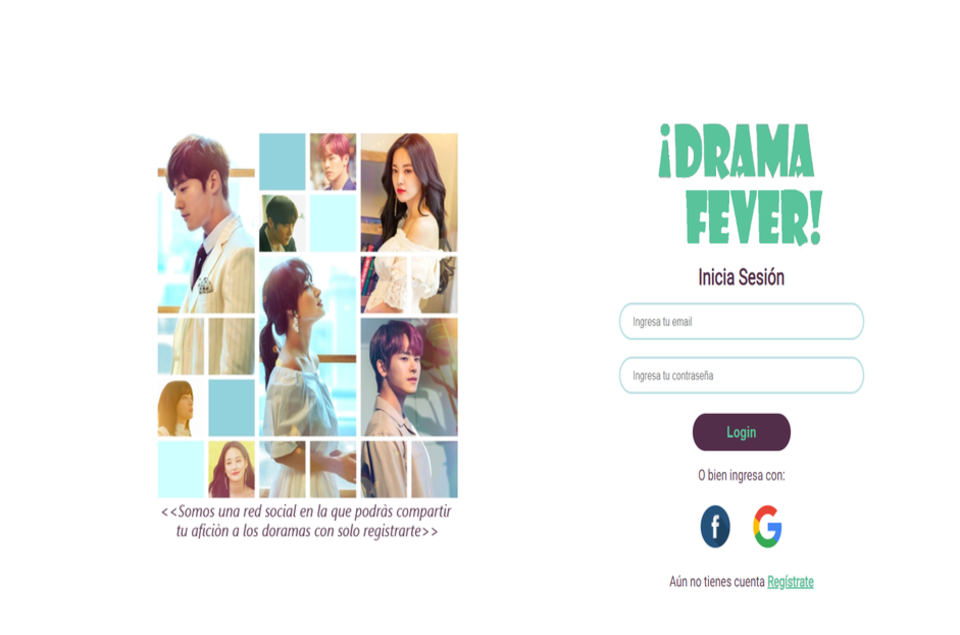 ¡DRAMA
FEVER!
Inicia Sesión
Ingresa tu email
Ingresa tu contraseña
Login
O bien ingresa con:
f
G
Aún no tienes cuenta Regístrate
<<Somos una red social en la que podràs compartir
tu aficiòn a los doramas con solo registrarte>>